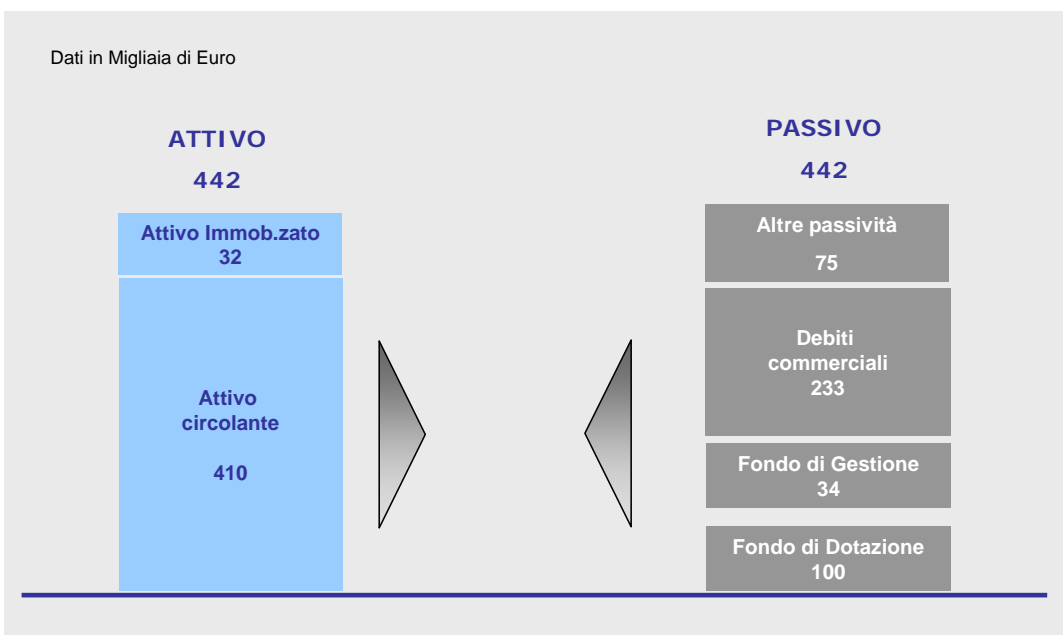 Dati in Migliaia di Euro
ATTIVO
442
Attivo Immob.zato
32
Attivo
circolante
410
PASSIVO
442
Altre passività
75
Debiti
commerciali
233
Fondo di Gestione
34
Fondo di Dotazione
100